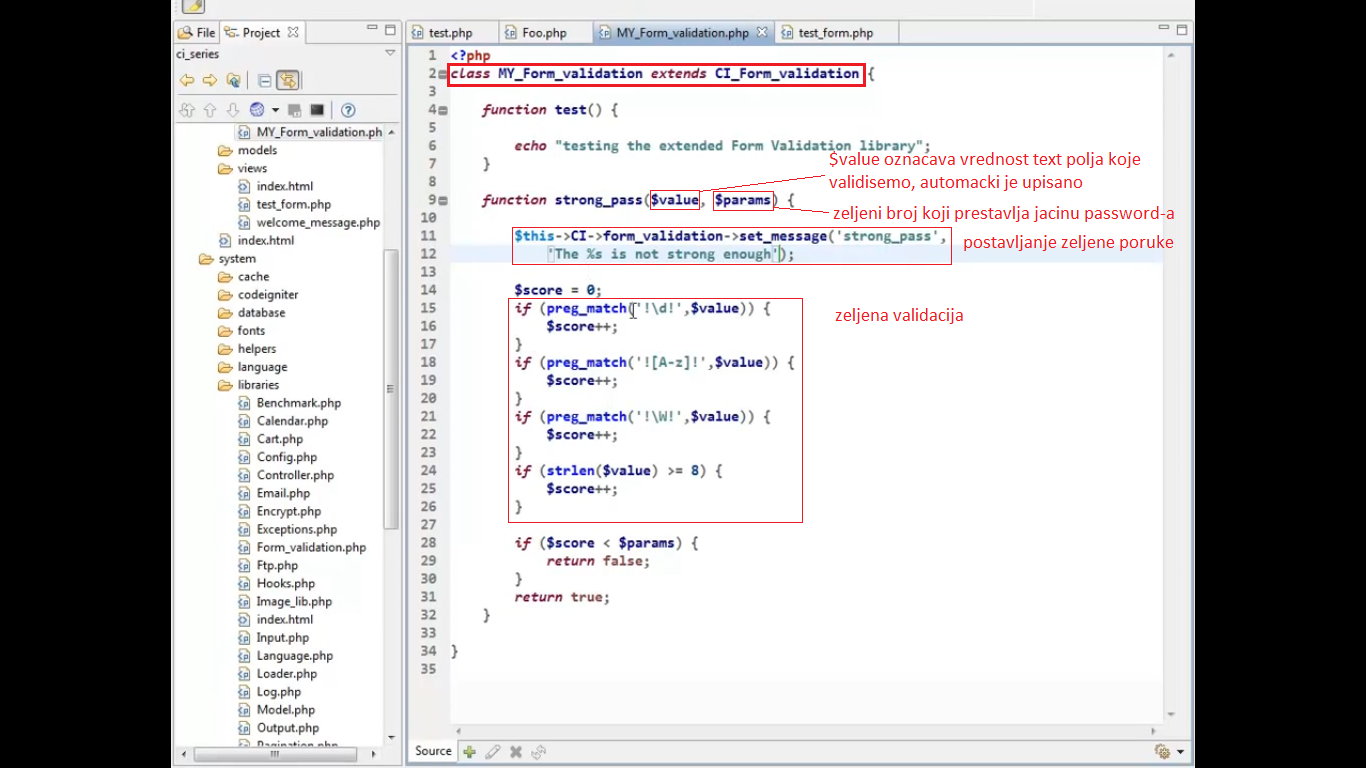 File
Project
ci_series
MY_Form_validation.ph
models
views
index.html
test_form.php
welcome_message.php
index.html
system
cache
codeigniter
database
fonts
helpers
language
libraries
Benchmark.php
Calendar.php
Cart.php
Config.php
Controller.php
Email.php
Encrypt.php
Exceptions.php
Form_validation.php
Ftp.php
Hooks.php
Image_lib.php
index.html
Input.php
Language.php
Loader.php
Log.php
Model.php
Output.php
Pagination.php
test.php
Foo.php
MY_Form_validation.php
test_form.php
1 <?php
2 class MY_Form_validation extends CI_Form_validation {
3
4 function test() {
5
6 echo "testing the extended Form Validation library";
7 }
8
9 function strong_pass($value, $params) {
10
11 $this->CI->form_validation->set_message('strong_pass',
12 'The %s is not strong enough');
13
14 $score = 0;
15 if (preg_match('!\d!',$value)) {
16 $score++;
17 }
18 if (preg_match('![A-z]!',$value)) {
19 $score++;
20 }
21 if (preg_match('!\W!',$value)) {
22 $score++;
23 }
24 if (strlen($value) >= 8) {
25 $score++;
26 }
27
28 if ($score < $params) {
29 return false;
30 }
31 return true;
32 }
33
34 }
35
$value oznacava vrednost text polja koje
validisemo, automacki je upisano
zeljeni broj koji prestavlja jacinu password-a
postavljanje zeljene poruke
zeljena validacija
Source